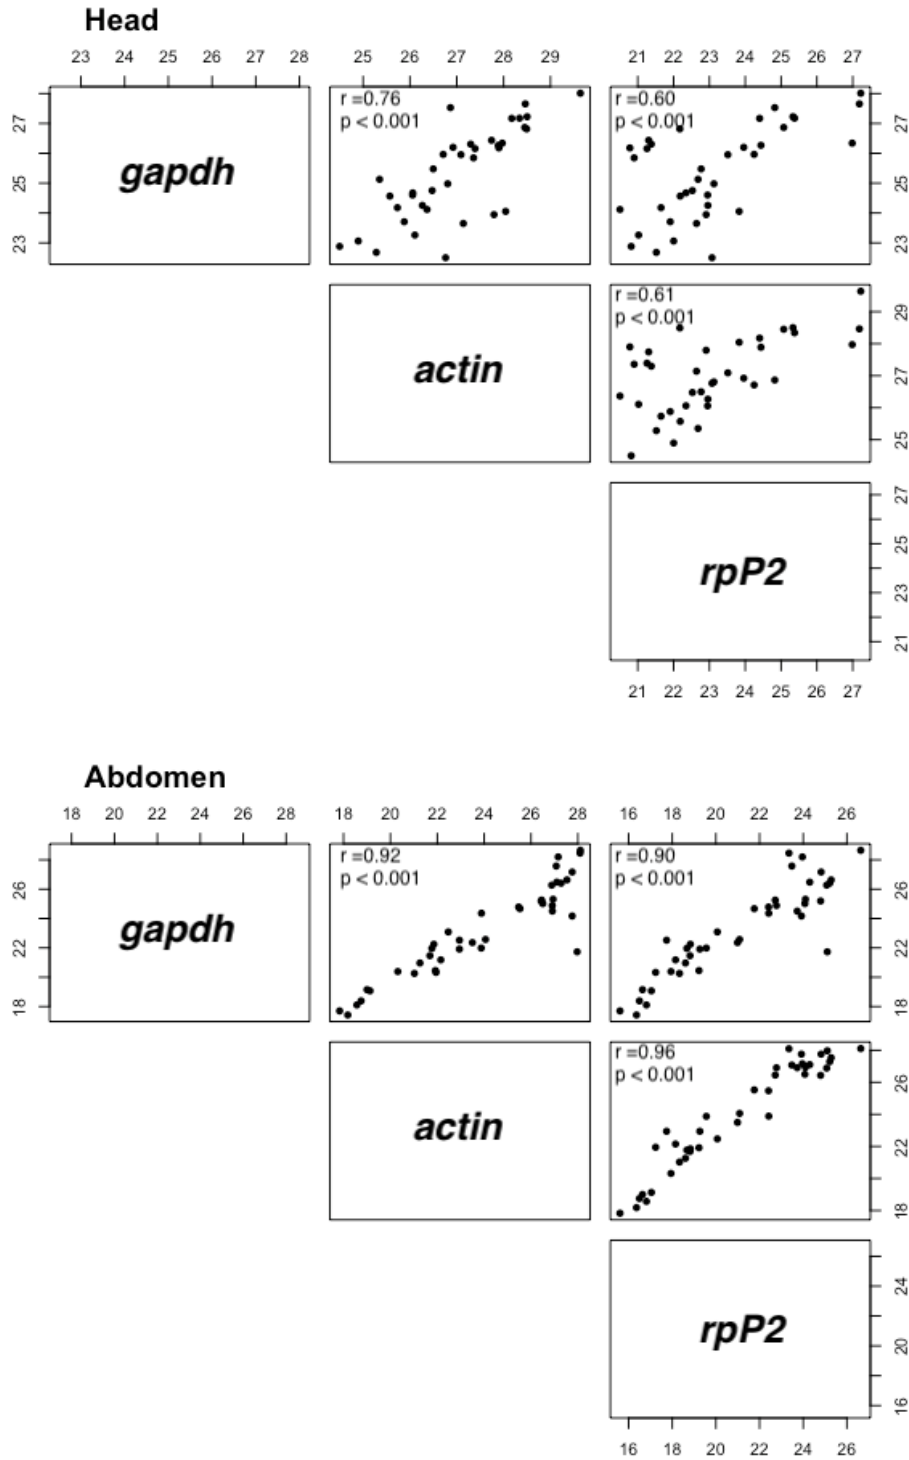 Head
23 24 25 26 27 28
25 26 27 28 29
21 22 23 24 25 26 27
23 25 27
gapdh
r =0.76
p < 0.001
r =0.60
p < 0.001
23 25 27
actin
r =0.61
p < 0.001
25 27 29
rpP2
21 23 25 27
21 22 23 24 25 26 27
Abdomen
18 20 22 24 26 28
18 20 22 24 26 28
16 18 20 22 24 26
18 22 26
gapdh
r =0.92
p < 0.001
r =0.90
p < 0.001
18 22 26
actin
r =0.96
p < 0.001
18 22 26
rpP2
16 20 24
16 18 20 22 24 26